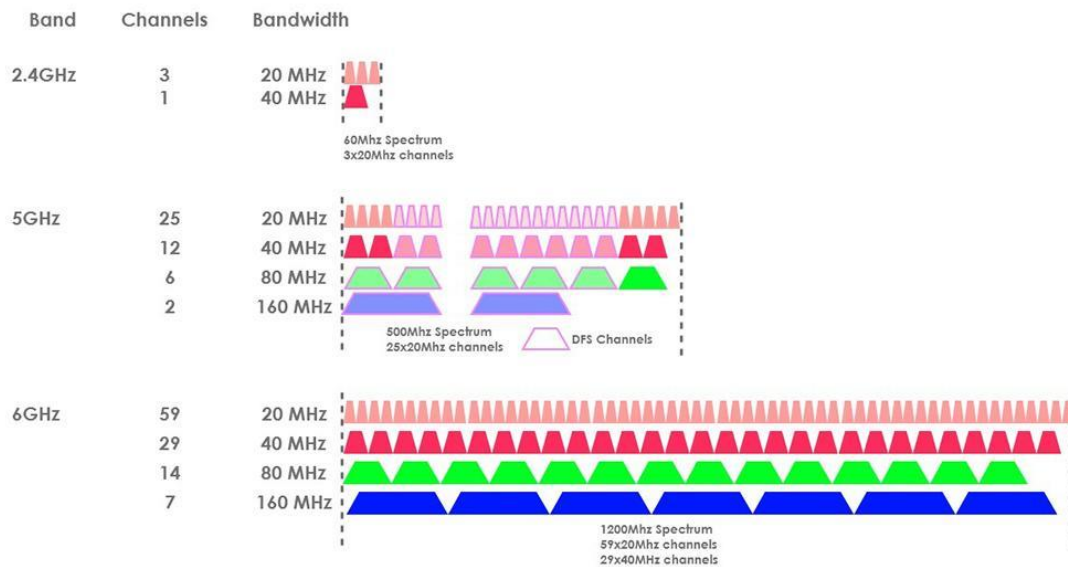 Band Channels Bandwidth
2.4GHz 3 20 MHz
1 40 MHz
60Mhz Spectrum
3x20Mhz channels
5GHz 25 20 MHz
12 40 MHz
6 80 MHz
2 160 MHz
500Mhz Spectrum
25x20Mhz channels
DFS Channels
6GHz 59 20 MHz
29 40 MHz
14 80 MHz
7 160 MHz
1200Mhz Spectrum
59x20Mhz channels
29x40MHz channels